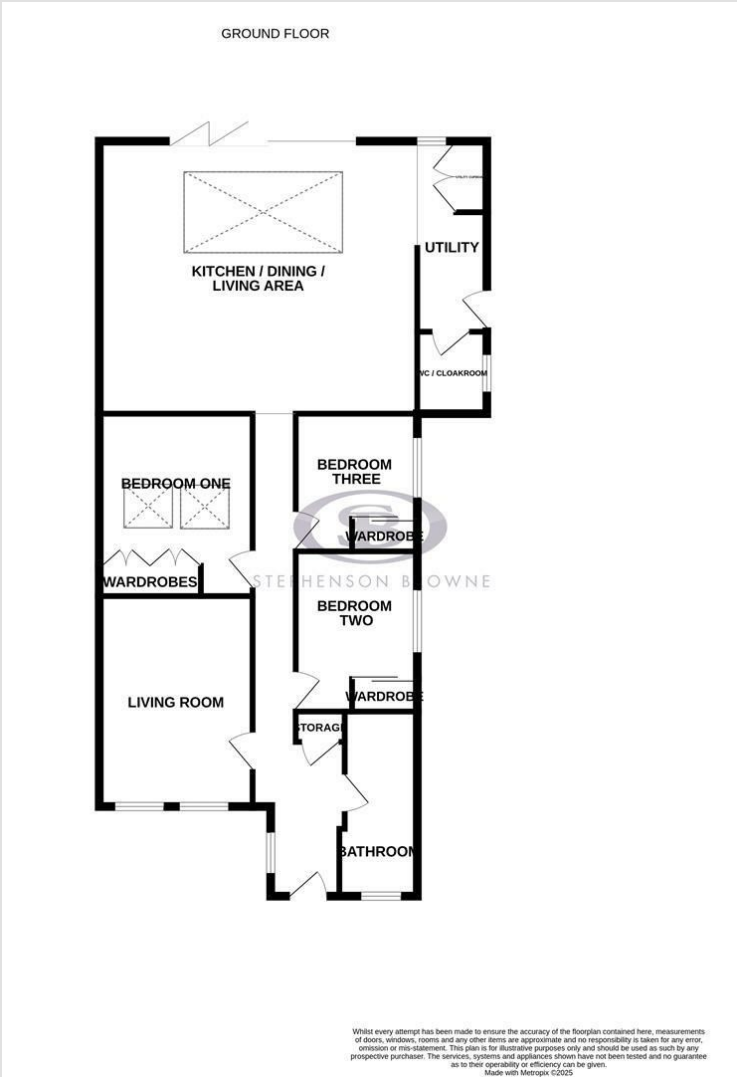 GROUND FLOOR
UTILITY
KITCHEN / DINING /
LIVING AREA
WC / CLOAKROOM
BEDROOM
THREE
BEDROOM ONE
WARDROBE
WARDROBES
STEPHENSON BROWNE
BEDROOM
TWO
WARDROBE
LIVING ROOM
STORAGE
BATHROOM
Whilst every attempt has been made to ensure the accuracy of the floorplan contained here, measurements
of doors, windows, rooms and any other items are approximate and no responsibility is taken for any error,
omission or mis-statement. This plan is for illustrative purposes only and should be used as such by any
prospective purchaser. The services, systems and appliances shown have not been tested and no guarantee
as to their operability or efficiency can be given.
Made with Metropix ©2025